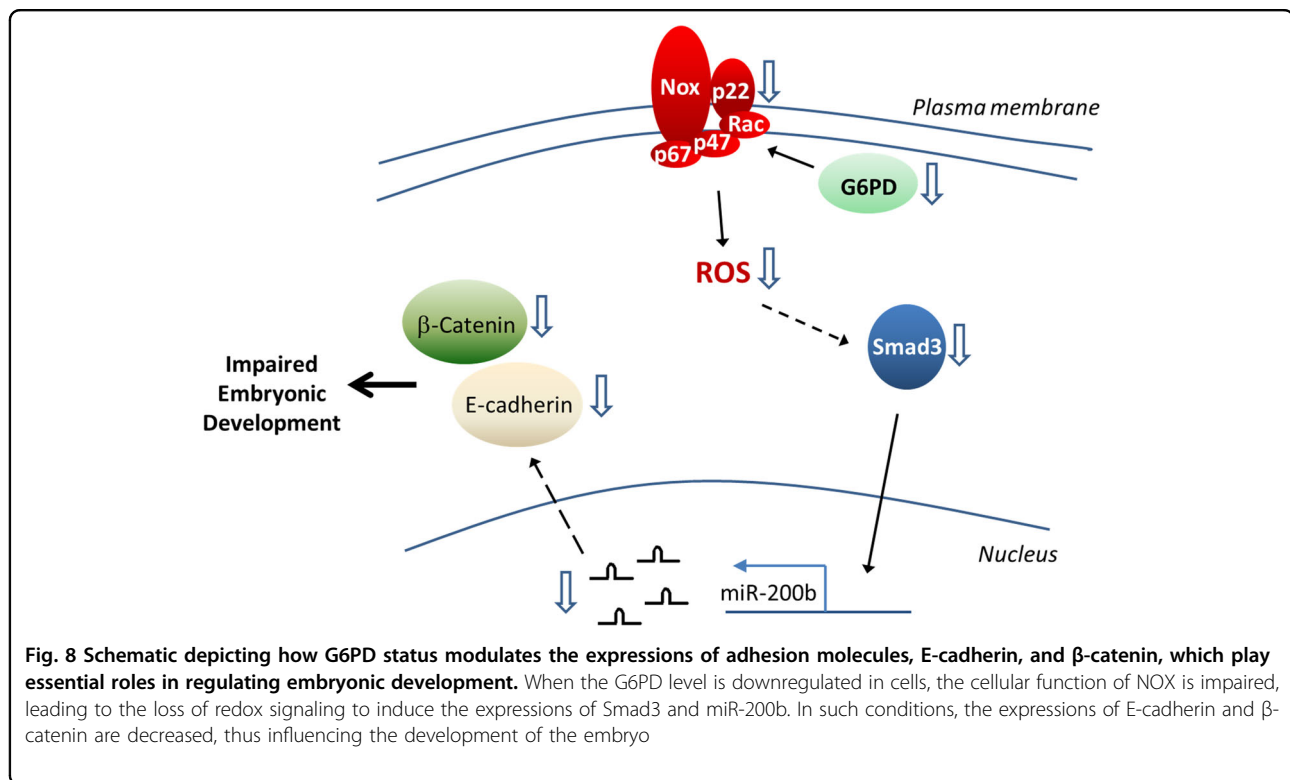 Nox
p22
Rac
p47
p67
Plasma membrane
G6PD
ROS
Smad3
β-Catenin
E-cadherin
Impaired
Embryonic
Development
Nucleus
miR-200b
Fig. 8 Schematic depicting how G6PD status modulates the expressions of adhesion molecules, E-cadherin, and β-catenin, which play
essential roles in regulating embryonic development. When the G6PD level is downregulated in cells, the cellular function of NOX is impaired,
leading to the loss of redox signaling to induce the expressions of Smad3 and miR-200b. In such conditions, the expressions of E-cadherin and β-
catenin are decreased, thus influencing the development of the embryo